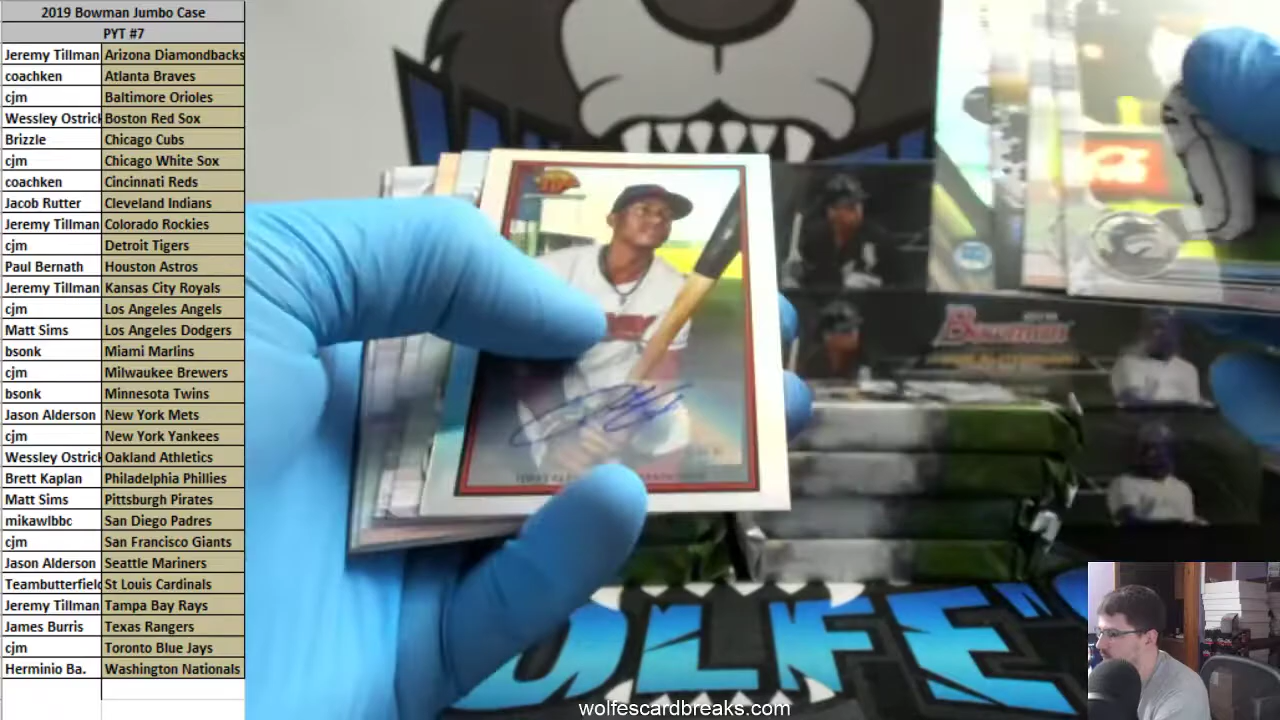 2019 Bowman Jumbo Case
PYT #7
Jeremy Tillman Arizona Diamondbacks
coachken Atlanta Braves
cjm Baltimore Orioles
Wessley Ostrick Boston Red Sox
Brizzle Chicago Cubs
cjm Chicago White Sox
coachken Cincinnati Reds
Jacob Rutter Cleveland Indians
Jeremy Tillman Colorado Rockies
cjm Detroit Tigers
Paul Bernath Houston Astros
Jeremy Tillman Kansas City Royals
cjm Los Angeles Angels
Matt Sims Los Angeles Dodgers
bsonk Miami Marlins
cjm Milwaukee Brewers
bsonk Minnesota Twins
Jason Alderson New York Mets
cjm New York Yankees
Wessley Ostrick Oakland Athletics
Brett Kaplan Philadelphia Phillies
Matt Sims Pittsburgh Pirates
mikawlbbc San Diego Padres
cjm San Francisco Giants
Jason Alderson Seattle Mariners
Teambutterfield St Louis Cardinals
Jeremy Tillman Tampa Bay Rays
James Burris Texas Rangers
cjm Toronto Blue Jays
Herminio Ba. Washington Nationals
Bowman
OLFE'S
wolfescardbreaks.com